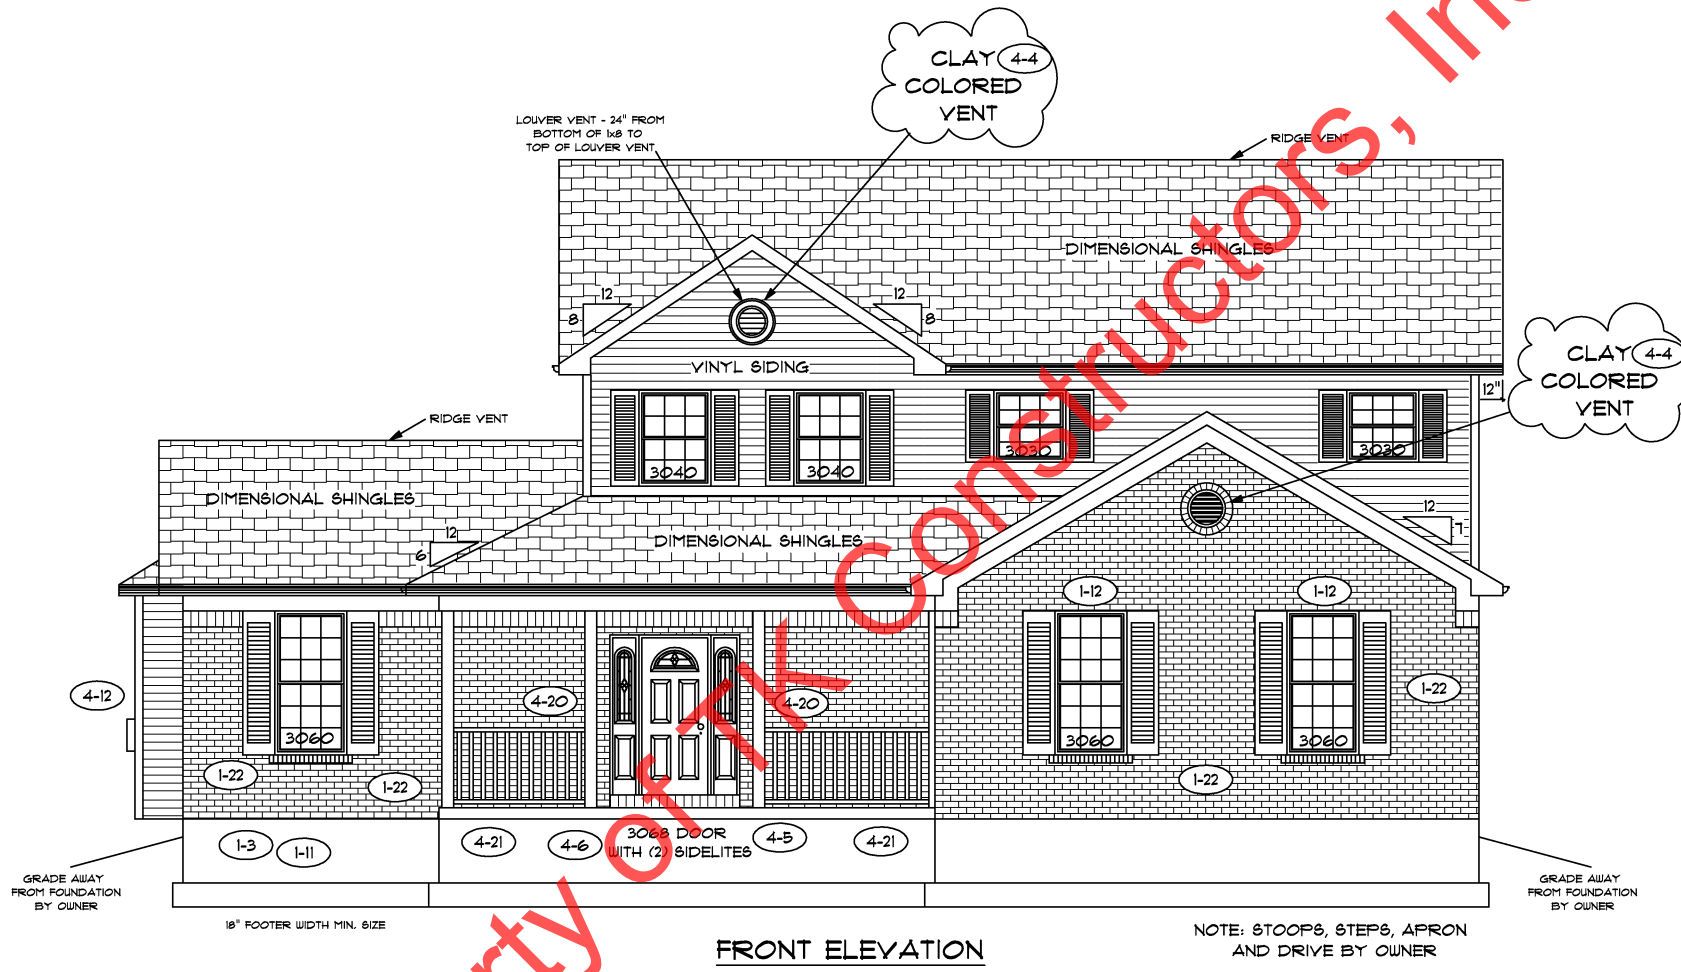 CLAY 4-4
COLORED
VENT
LOUVER VENT - 24" FROM
BOTTOM OF 1x8 TO
TOP OF LOUVER VENT
RIDGE VENT
DIMENSIONAL SHINGLES
12
8
12
8
VINYL SIDING
CLAY 4-4
COLORED
VENT
12"
RIDGE VENT
3040
3040
3030
3030
DIMENSIONAL SHINGLES
12
6
DIMENSIONAL SHINGLES
12
7
1-12
1-12
4-12
4-20
4-20
1-22
3060
3060
3060
1-22
1-22
1-22
1-3
1-11
4-21
4-6
3068 DOOR
WITH (2) SIDELITES
4-5
4-21
GRADE AWAY
FROM FOUNDATION
BY OWNER
GRADE AWAY
FROM FOUNDATION
BY OWNER
18" FOOTER WIDTH MIN. SIZE
FRONT ELEVATION
NOTE: STOOPS, STEPS, APRON
AND DRIVE BY OWNER
rty of TK Constructors, Inc